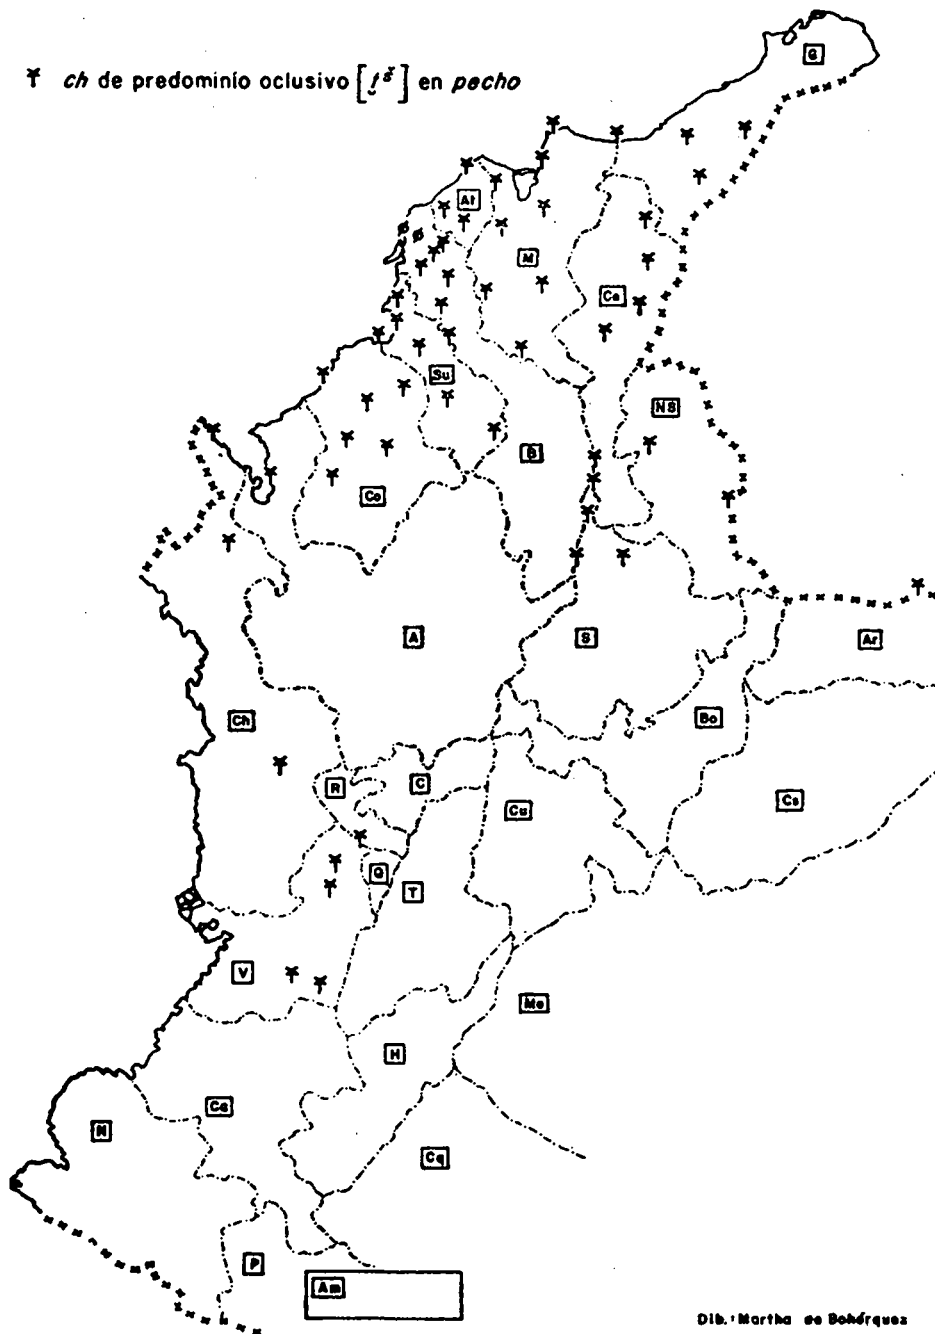 ch de predominio oclusivo [t̮š] en pecho
G
At
M
Ce
Su
NS
B
Co
A
S
Ar
Ch
Bo
R
C
Cu
Cs
Q
T
V
Me
H
Ca
N
Cq
P
Am
Dib.: Martha de Bohórquez